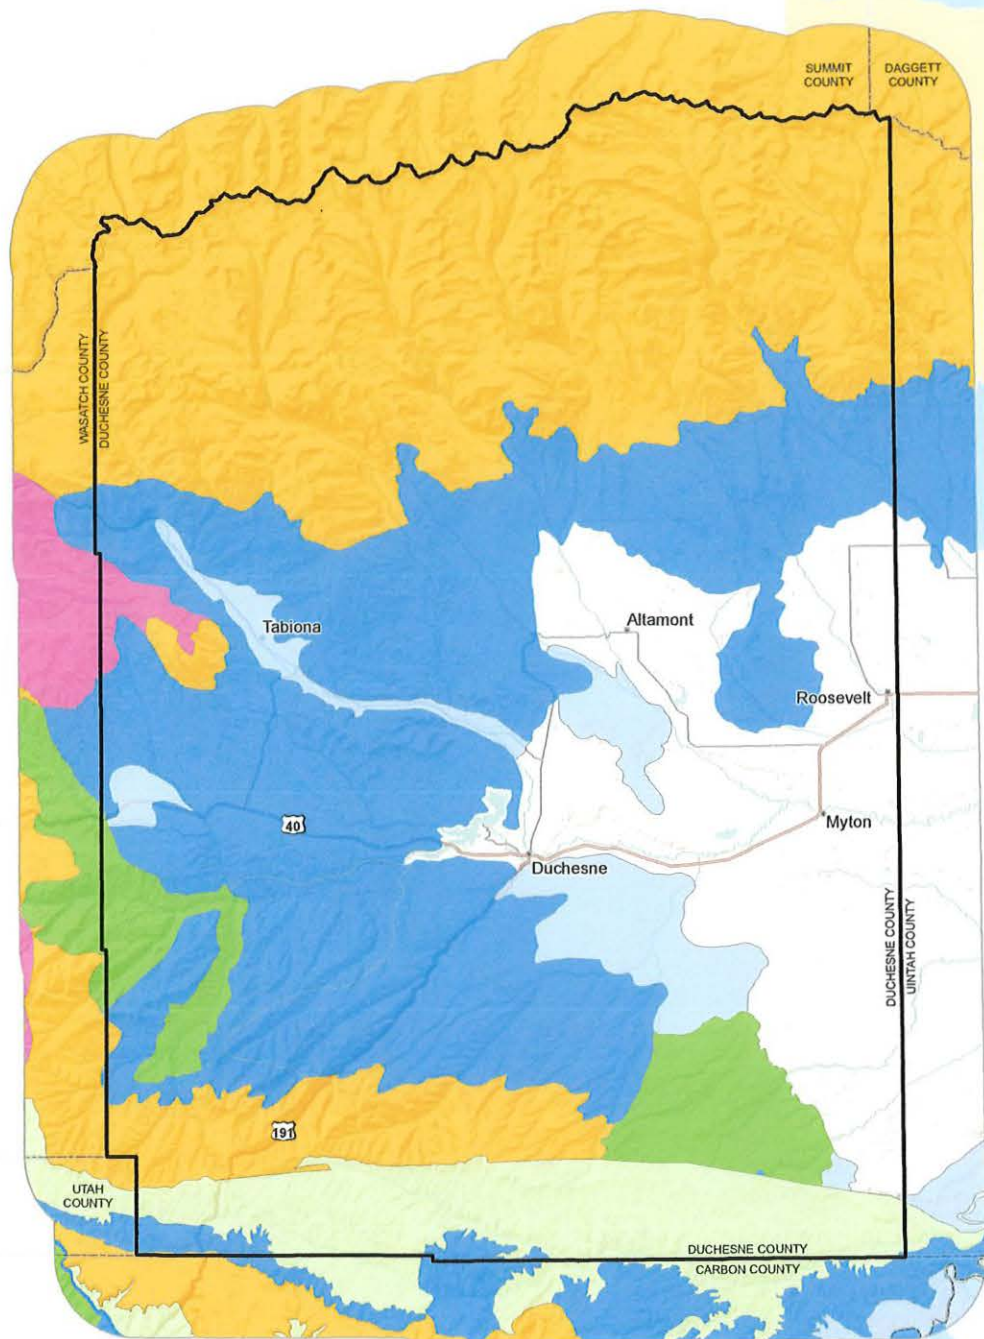 SUMMIT
COUNTY
DAGGETT
COUNTY
WASATCH COUNTY
DUCHESNE COUNTY
Tabiona
Altamont
Roosevelt
40
Myton
Duchesne
DUCHESNE COUNTY
UINTAH COUNTY
191
UTAH
COUNTY
DUCHESNE COUNTY
CARBON COUNTY